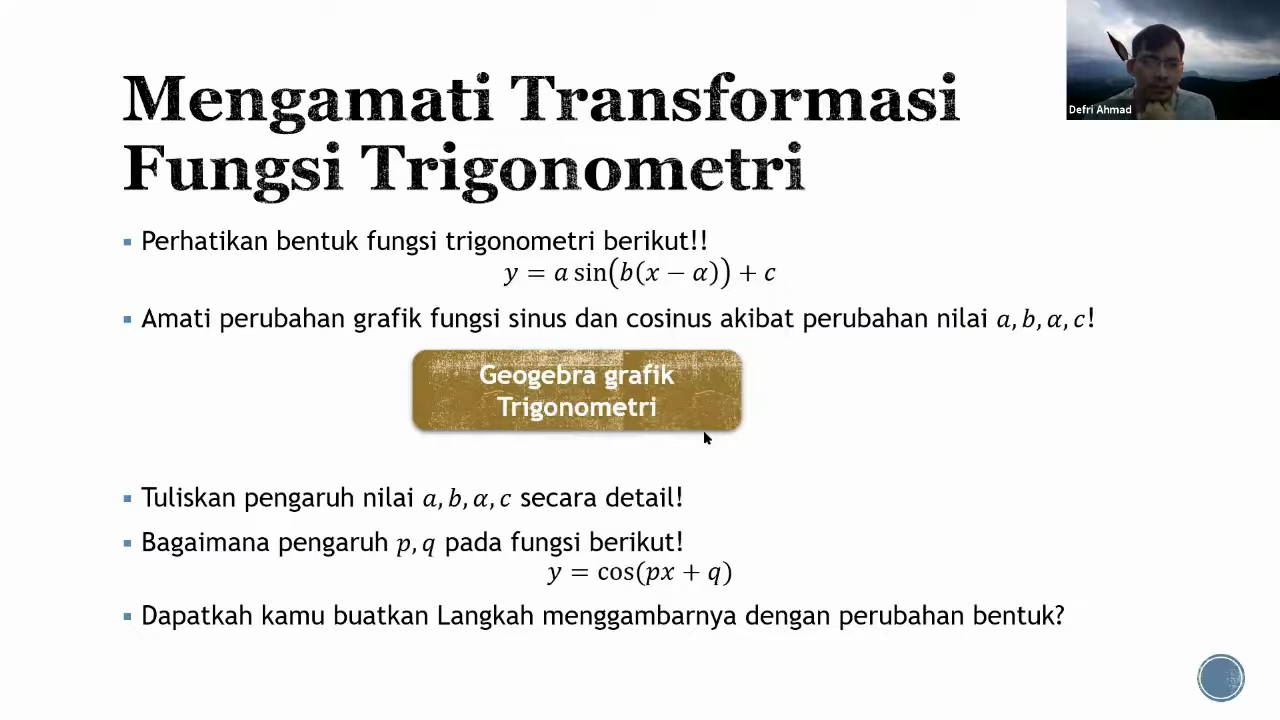 Mengamati Transformasi
Fungsi Trigonometri
Defri Ahmad
▪ Perhatikan bentuk fungsi trigonometri berikut!!
y = a sin(b(x − α)) + c
▪ Amati perubahan grafik fungsi sinus dan cosinus akibat perubahan nilai a, b, α, c!
Geogebra grafik
Trigonometri
▪ Tuliskan pengaruh nilai a, b, α, c secara detail!
▪ Bagaimana pengaruh p, q pada fungsi berikut!
y = cos(px + q)
▪ Dapatkah kamu buatkan Langkah menggambarnya dengan perubahan bentuk?